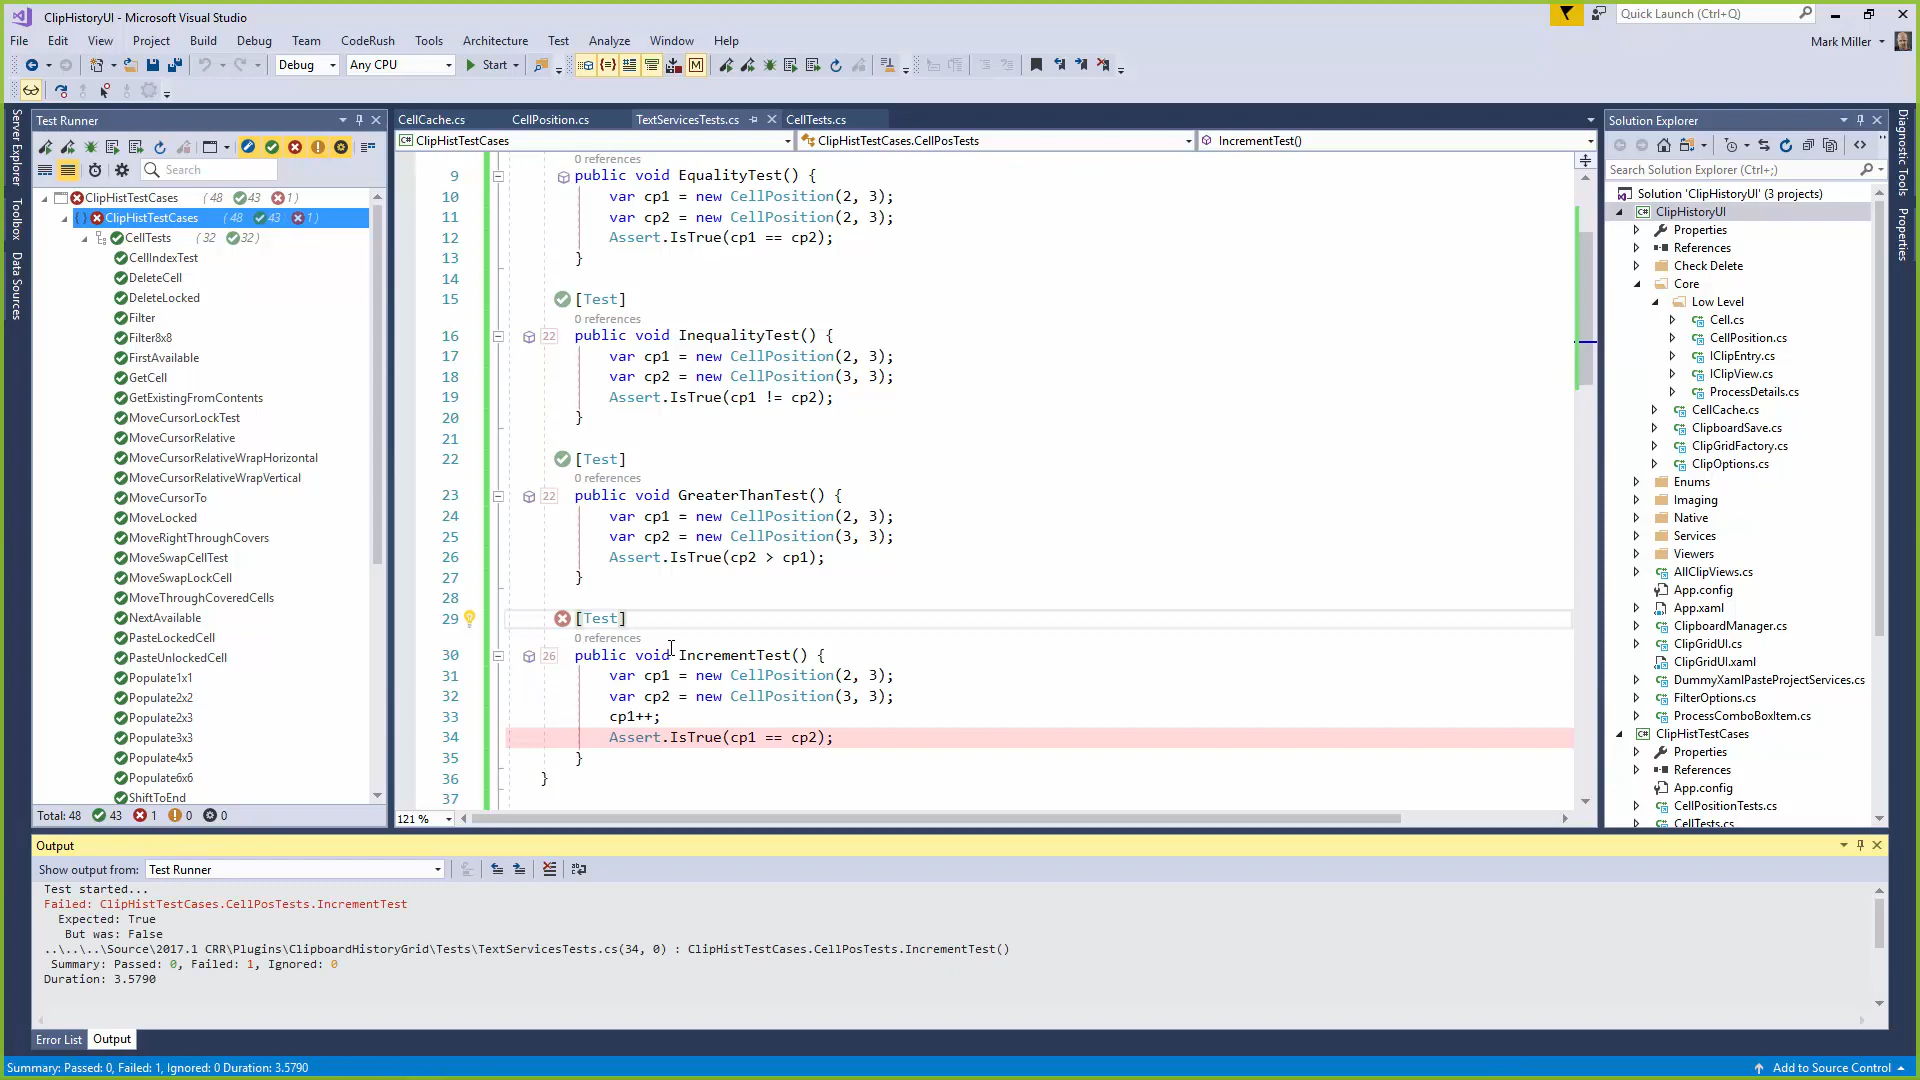 ClipHistoryUI - Microsoft Visual Studio
Quick Launch (Ctrl+Q)
File Edit View Project Build Debug Team CodeRush Tools Test Architecture Analyze Window Help
Mark Miller
Debug Any CPU Start
Server Explorer
Toolbox
Data Sources
Test Runner
Search
ClipHistTestCases (48 43 1)
ClipHistTestCases (48 43 1)
CellTests (32 32)
CellIndexTest
DeleteCell
DeleteLocked
Filter
Filter8x8
FirstAvailable
GetCell
GetExistingFromContents
MoveCursorLockTest
MoveCursorRelative
MoveCursorRelativeWrapHorizontal
MoveCursorRelativeWrapVertical
MoveCursorTo
MoveLocked
MoveRightThroughCovers
MoveSwapCellTest
MoveSwapLockCell
MoveThroughCoveredCells
NextAvailable
PasteLockedCell
PasteUnlockedCell
Populate1x1
Populate2x2
Populate2x3
Populate3x3
Populate4x5
Populate6x6
ShiftToEnd
Total: 48 43 1 0 0
CellCache.cs CellPosition.cs TextServicesTests.cs CellTests.cs
ClipHistTestCases ClipHistTestCases.CellPosTests IncrementTest()
0 references
9 public void EqualityTest() {
10 var cp1 = new CellPosition(2, 3);
11 var cp2 = new CellPosition(2, 3);
12 Assert.IsTrue(cp1 == cp2);
13 }
14
15 [Test]
0 references
16 22 public void InequalityTest() {
17 var cp1 = new CellPosition(2, 3);
18 var cp2 = new CellPosition(3, 3);
19 Assert.IsTrue(cp1 != cp2);
20 }
21
22 [Test]
0 references
23 22 public void GreaterThanTest() {
24 var cp1 = new CellPosition(2, 3);
25 var cp2 = new CellPosition(3, 3);
26 Assert.IsTrue(cp2 > cp1);
27 }
28
29 [Test]
0 references
30 26 public void IncrementTest() {
31 var cp1 = new CellPosition(2, 3);
32 var cp2 = new CellPosition(3, 3);
33 cp1++;
34 Assert.IsTrue(cp1 == cp2);
35 }
36 }
37
121 %
Solution Explorer
Search Solution Explorer (Ctrl+;)
Solution 'ClipHistoryUI' (3 projects)
ClipHistoryUI
Properties
References
Check Delete
Core
Low Level
Cell.cs
CellPosition.cs
IClipEntry.cs
IClipView.cs
ProcessDetails.cs
CellCache.cs
ClipboardSave.cs
ClipGridFactory.cs
ClipOptions.cs
Enums
Imaging
Native
Services
Viewers
AllClipViews.cs
App.config
App.xaml
ClipboardManager.cs
ClipGridUI.cs
ClipGridUI.xaml
DummyXamlPasteProjectServices.cs
FilterOptions.cs
ProcessComboBoxItem.cs
ClipHistTestCases
Properties
References
App.config
CellPositionTests.cs
CellTests.cs
Diagnostic Tools
Properties
Output
Show output from: Test Runner
Test started...
Failed: ClipHistTestCases.CellPosTests.IncrementTest
Expected: True
But was: False
..\..\..\Source\2017.1 CRR\Plugins\ClipboardHistoryGrid\Tests\TextServicesTests.cs(34, 0) : ClipHistTestCases.CellPosTests.IncrementTest()
Summary: Passed: 0, Failed: 1, Ignored: 0
Duration: 3.5790
Error List Output
Summary: Passed: 0, Failed: 1, Ignored: 0 Duration: 3.5790
Add to Source Control